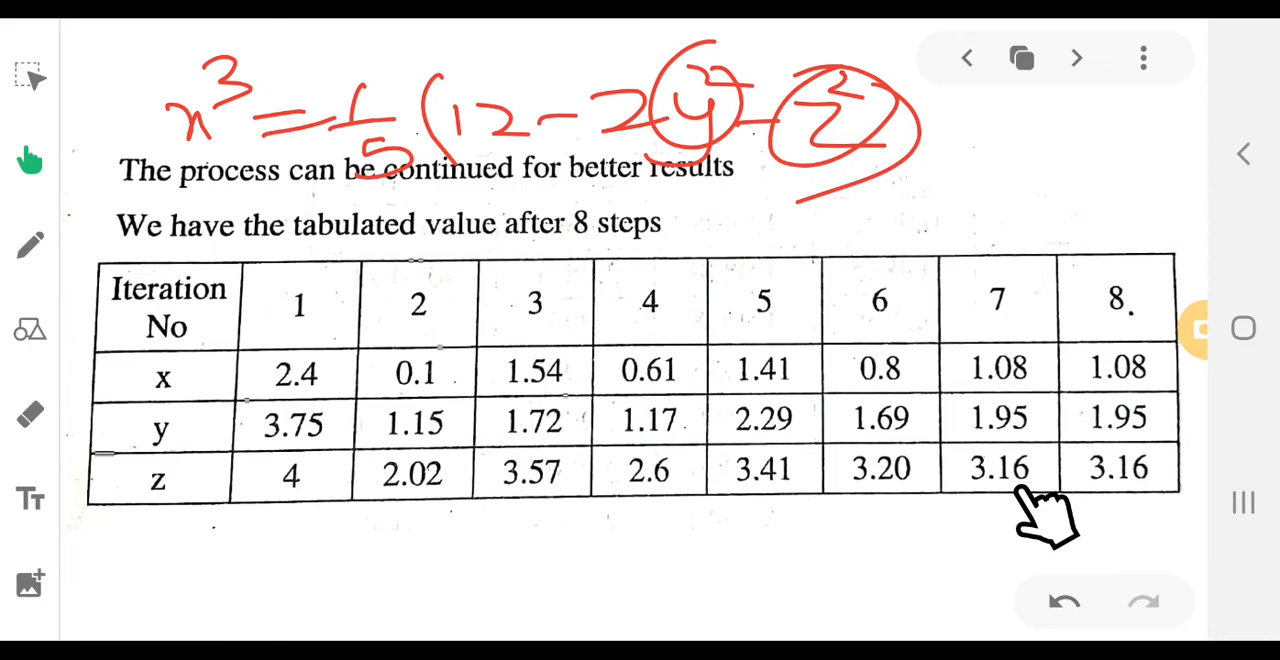 x³ = 1/5 (12 - 2y² - z²
The process can be continued for better results
We have the tabulated value after 8 steps
Iteration No 1 2 3 4 5 6 7 8.
x 2.4 0.1 1.54 0.61 1.41 0.8 1.08 1.08
y 3.75 1.15 1.72 1.17 2.29 1.69 1.95 1.95
z 4 2.02 3.57 2.6 3.41 3.20 3.16 3.16
TT